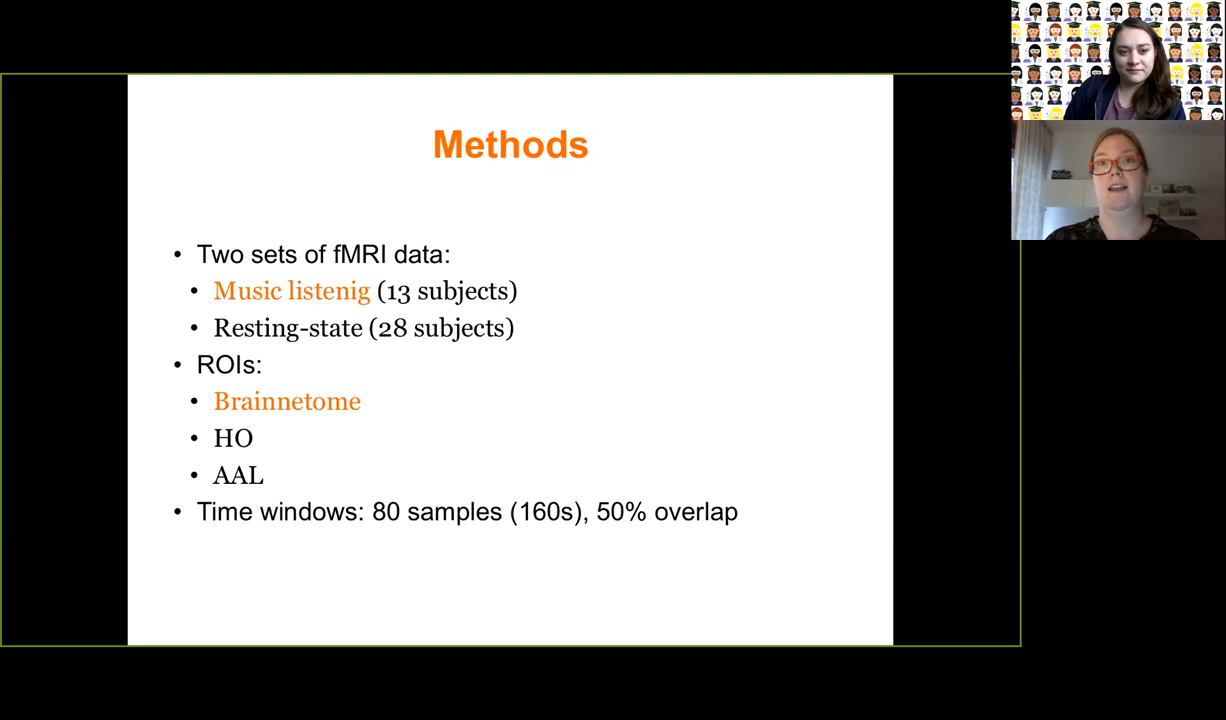 Methods
• Two sets of fMRI data:
• Music listenig (13 subjects)
• Resting-state (28 subjects)
• ROIs:
• Brainnetome
• HO
• AAL
• Time windows: 80 samples (160s), 50% overlap